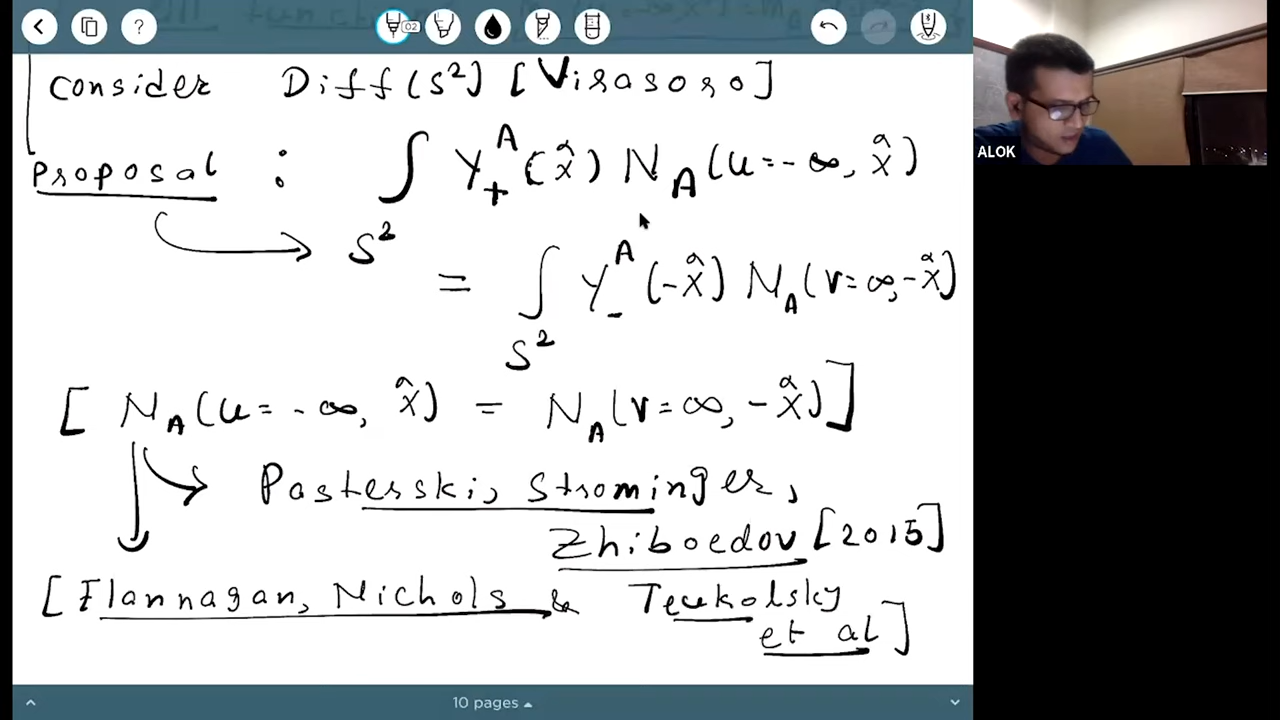 Consider Diff(S²) [Virasoro]
Proposal : ∫ Y₊ᴬ(x̂) N_A(u=-∞, x̂)
S²
= ∫ Y₋ᴬ(-x̂) N_A(v=∞,-x̂)
S²
[ N_A(u=-∞, x̂) = N_A(v=∞, -x̂) ]
Pasterski, Strominger,
Zhiboedov [2015]
[Flannagan, Nichols & Teukolsky
et al]
ALOK
02
?
10 pages